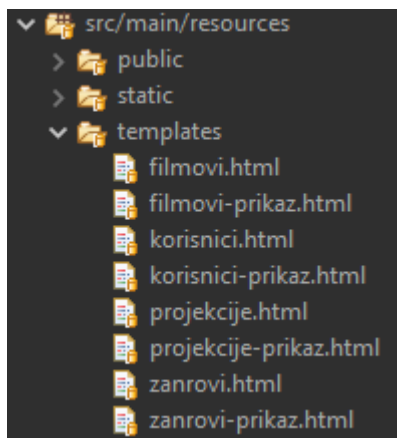 src/main/resources
public
static
templates
filmovi.html
filmovi-prikaz.html
korisnici.html
korisnici-prikaz.html
projekcije.html
projekcije-prikaz.html
zanrovi.html
zanrovi-prikaz.html